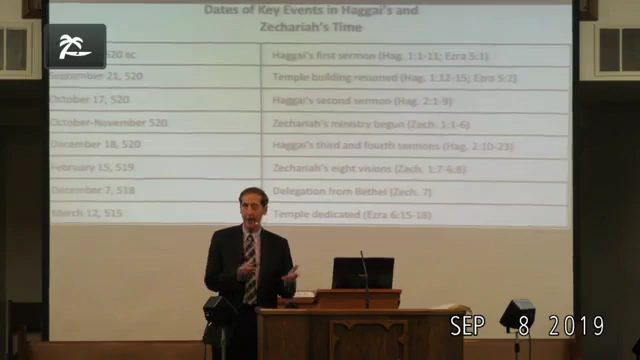 Dates of Key Events in Haggai's and
Zechariah's Time
520 BC Haggai's first sermon (Hag. 1:1-11; Ezra 5:1)
September 21, 520 Temple building resumed (Hag. 1:12-15; Ezra 5:2)
October 17, 520 Haggai's second sermon (Hag. 2:1-9)
October-November 520 Zechariah's ministry begun (Zech. 1:1-6)
December 18, 520 Haggai's third and fourth sermons (Hag. 2:10-23)
February 15, 519 Zechariah's eight visions (Zech. 1:7-6:8)
December 7, 518 Delegation from Bethel (Zech. 7)
March 12, 515 Temple dedicated (Ezra 6:15-18)
SEP 8 2019